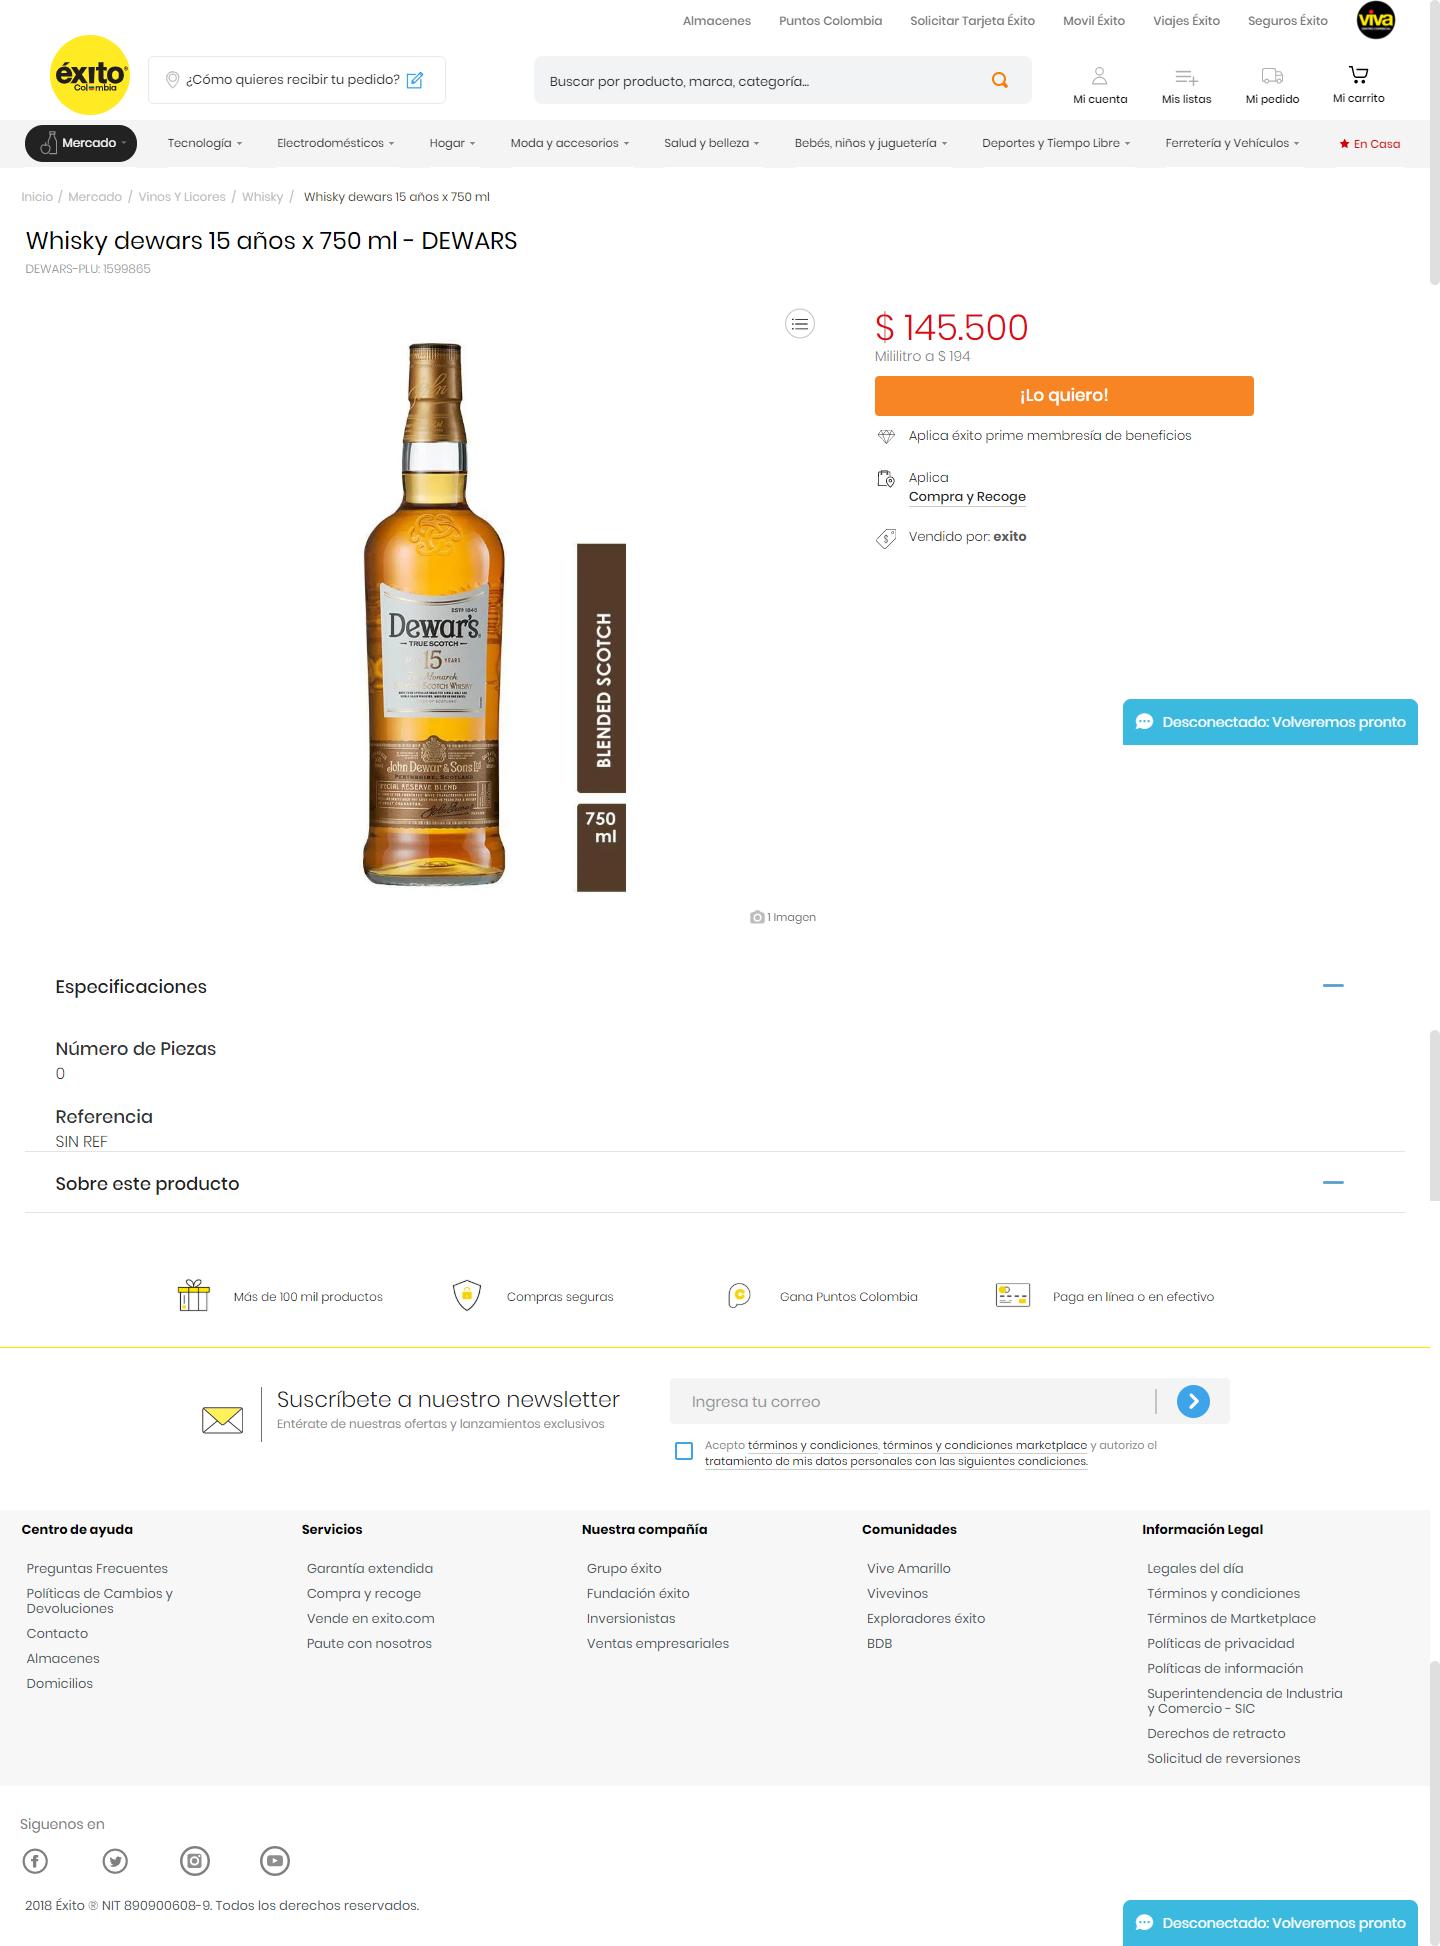 Almacenes Puntos Colombia Solicitar Tarjeta Éxito Movil Éxito Viajes Éxito Seguros Éxito viva
éxito
Colombia
¿Cómo quieres recibir tu pedido?
Buscar por producto, marca, categoría...
Mi cuenta Mis listas Mi pedido Mi carrito
Mercado Tecnología Electrodomésticos Hogar Moda y accesorios Salud y belleza Bebés, niños y juguetería Deportes y Tiempo Libre Ferretería y Vehículos En Casa
Inicio / Mercado / Vinos Y Licores / Whisky / Whisky dewars 15 años x 750 ml
Whisky dewars 15 años x 750 ml - DEWARS
DEWARS-PLU: 1599865
$ 145.500
Mililitro a $ 194
¡Lo quiero!
Aplica éxito prime membresía de beneficios
Aplica
Compra y Recoge
Vendido por: exito
ESTD 1846
Dewar's
TRUE SCOTCH
15 YEARS
The Monarch
John Dewar & Sons Ltd
PERTHSHIRE, SCOTLAND
SPECIAL RESERVE BLEND
BLENDED SCOTCH
750
ml
Desconectado: Volveremos pronto
1 Imagen
Especificaciones
Número de Piezas
0
Referencia
SIN REF
Sobre este producto
Más de 100 mil productos Compras seguras Gana Puntos Colombia Paga en línea o en efectivo
Suscríbete a nuestro newsletter
Entérate de nuestras ofertas y lanzamientos exclusivos
Ingresa tu correo
Acepto términos y condiciones, términos y condiciones marketplace y autorizo el
tratamiento de mis datos personales con las siguientes condiciones.
Centro de ayuda
Preguntas Frecuentes
Políticas de Cambios y
Devoluciones
Contacto
Almacenes
Domicilios
Servicios
Garantía extendida
Compra y recoge
Vende en exito.com
Paute con nosotros
Nuestra compañía
Grupo éxito
Fundación éxito
Inversionistas
Ventas empresariales
Comunidades
Vive Amarillo
Vivevinos
Exploradores éxito
BDB
Información Legal
Legales del día
Términos y condiciones
Términos de Martketplace
Políticas de privacidad
Políticas de información
Superintendencia de Industria
y Comercio - SIC
Derechos de retracto
Solicitud de reversiones
Siguenos en
2018 Éxito ® NIT 890900608-9. Todos los derechos reservados.
Desconectado: Volveremos pronto